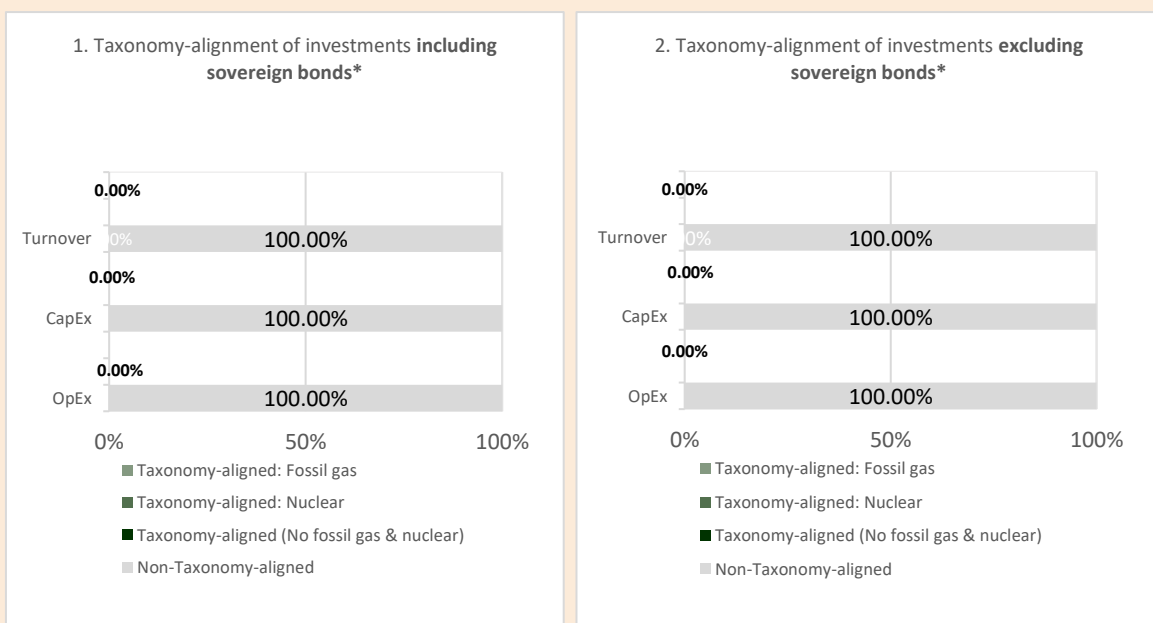 1. Taxonomy-alignment of investments including
sovereign bonds*
0.00%
Turnover 100.00%
0.00%
CapEx 100.00%
0.00%
OpEx 100.00%
0% 50% 100%
Taxonomy-aligned: Fossil gas
Taxonomy-aligned: Nuclear
Taxonomy-aligned (No fossil gas & nuclear)
Non-Taxonomy-aligned
2. Taxonomy-alignment of investments excluding
sovereign bonds*
0.00%
Turnover 100.00%
0.00%
CapEx 100.00%
0.00%
OpEx 100.00%
0% 50% 100%
Taxonomy-aligned: Fossil gas
Taxonomy-aligned: Nuclear
Taxonomy-aligned (No fossil gas & nuclear)
Non-Taxonomy-aligned